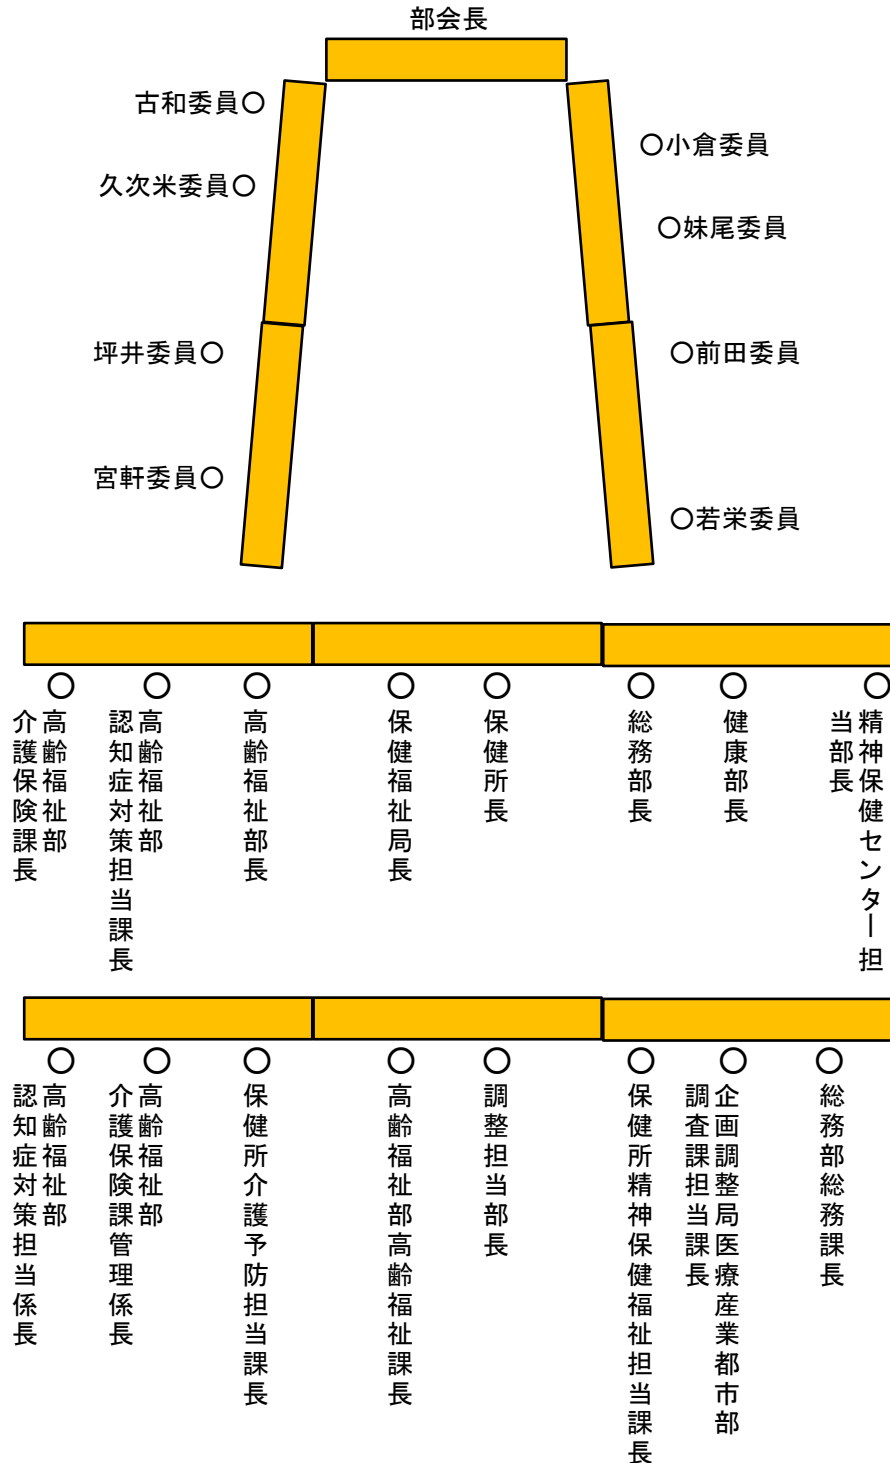 部会長
古和委員○
久次米委員○
坪井委員○
宮軒委員○
○小倉委員
○妹尾委員
○前田委員
○若栄委員
高齢福祉部
介護保険課長
高齢福祉部
認知症対策担当課長
高齢福祉部長
保健福祉局長
保健所長
総務部長
健康部長
精神保健センター担
当部長
高齢福祉部
認知症対策担当係長
高齢福祉部
介護保険課管理係長
保健所介護予防担当課長
高齢福祉部高齢福祉課長
調整担当部長
保健所精神保健福祉担当課長
企画調整局医療産業都市部
調査課担当課長
総務部総務課長